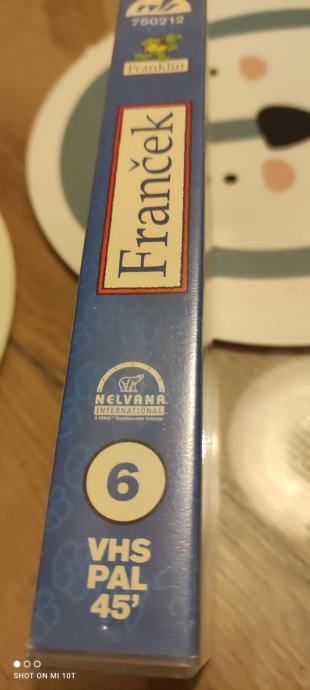 750212
Franklin
Franček
NELVANA
INTERNATIONAL
6
VHS
PAL
45'
SHOT ON MI 10T